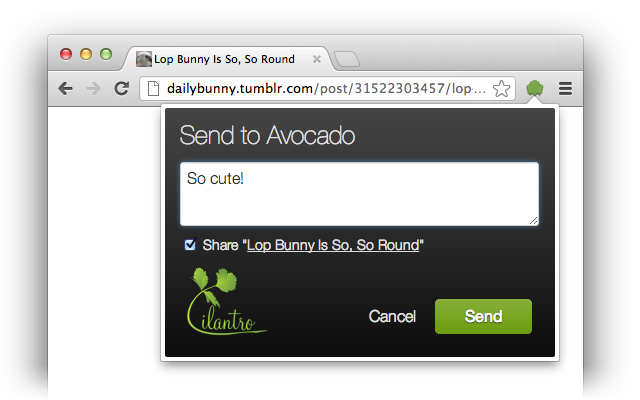 Lop Bunny Is So, So Round
dailybunny.tumblr.com/post/31522303457/lop-...
Send to Avocado
So cute!
Share "Lop Bunny Is So, So Round"
Cilantro
Cancel
Send